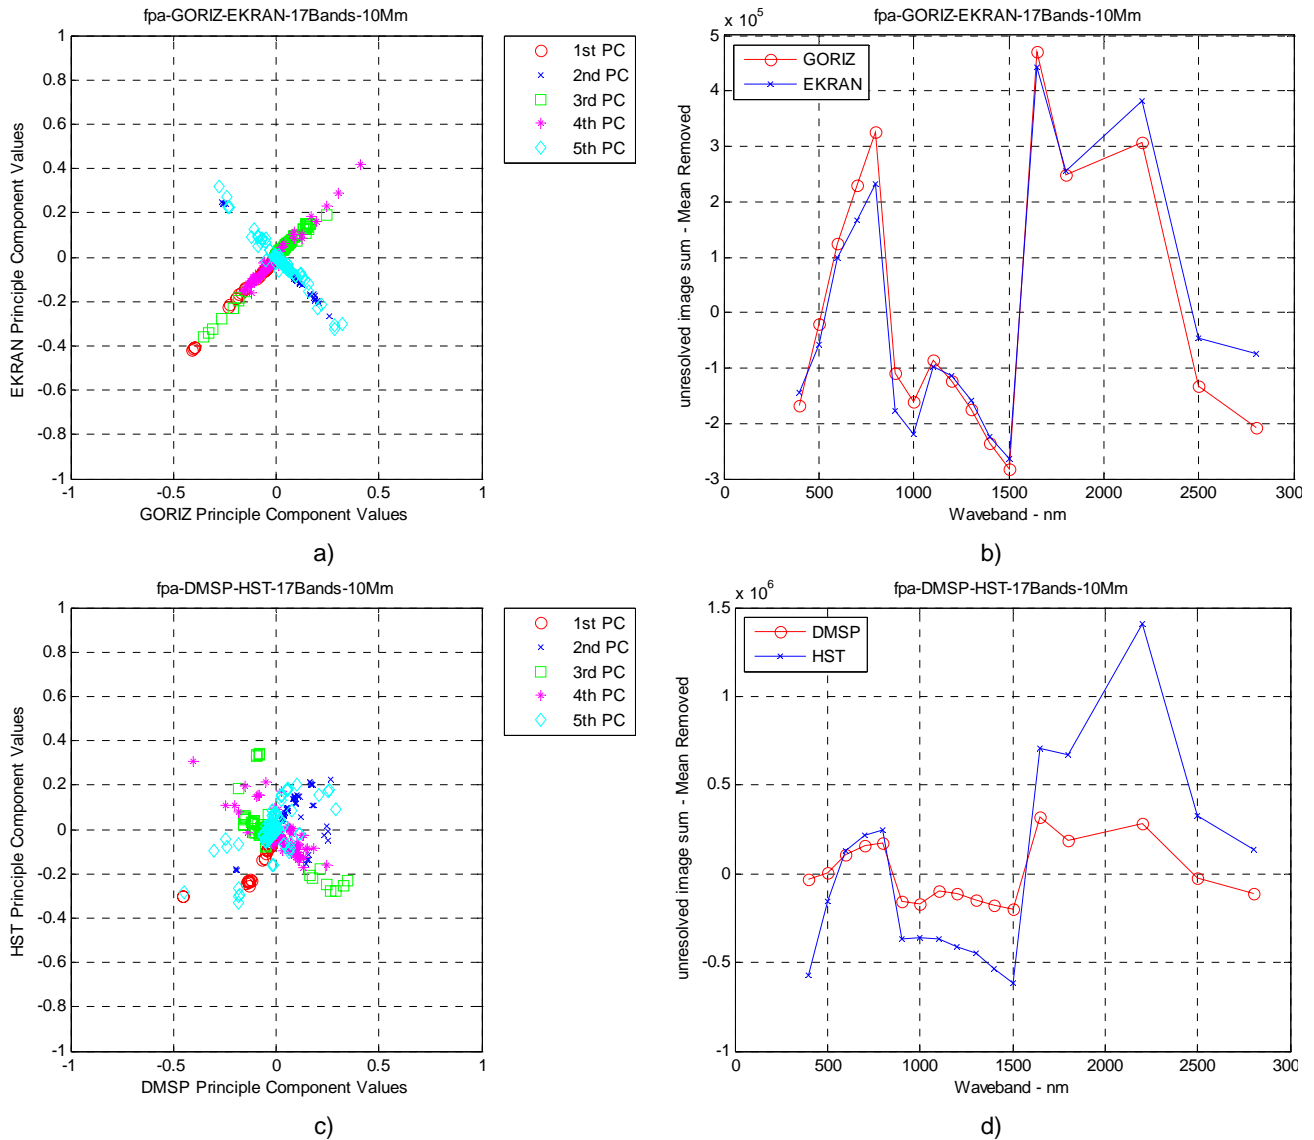 fpa-GORIZ-EKRAN-17Bands-10Mm
1
0.8
0.6
0.4
0.2
0
-0.2
-0.4
-0.6
-0.8
-1
-1
-0.5
0
0.5
1
EKRAN Principle Component Values
GORIZ Principle Component Values
1st PC
2nd PC
3rd PC
4th PC
5th PC
a)
fpa-GORIZ-EKRAN-17Bands-10Mm
x 10^5
5
4
3
2
1
0
-1
-2
-3
0
500
1000
1500
2000
2500
300
unresolved image sum - Mean Removed
Waveband - nm
GORIZ
EKRAN
b)
fpa-DMSP-HST-17Bands-10Mm
1
0.8
0.6
0.4
0.2
0
-0.2
-0.4
-0.6
-0.8
-1
-1
-0.5
0
0.5
1
HST Principle Component Values
DMSP Principle Component Values
1st PC
2nd PC
3rd PC
4th PC
5th PC
c)
fpa-DMSP-HST-17Bands-10Mm
x 10^6
1.5
1
0.5
0
-0.5
-1
0
500
1000
1500
2000
2500
300
unresolved image sum - Mean Removed
Waveband - nm
DMSP
HST
d)